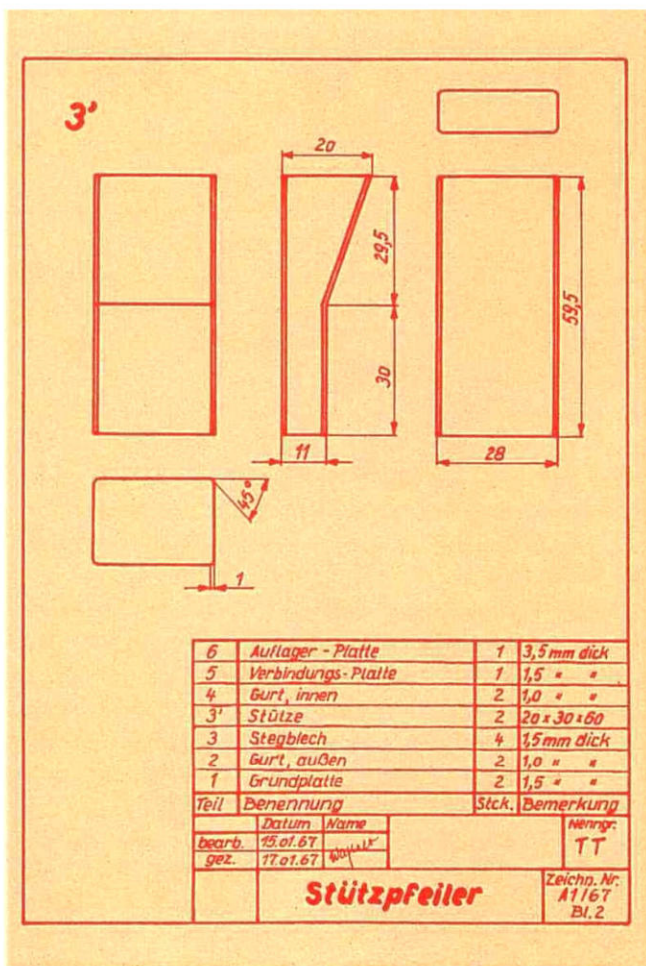 3'
20
29,5
30
59,5
11
28
45°
1
6 Auflager-Platte 1 3,5 mm dick
5 Verbindungs-Platte 1 1,5 " "
4 Gurt, innen 2 1,0 " "
3' Stütze 2 20 x 30 x 60
3 Stegblech 4 1,5 mm dick
2 Gurt, außen 2 1,0 " "
1 Grundplatte 2 1,5 " "
Teil Benennung Stck. Bemerkung
Datum Name Nenngr.
bearb. 15.01.67 TT
gez. 17.01.67 Wagner
Stützpfeiler
Zeichn. Nr.
A1/67
Bl. 2